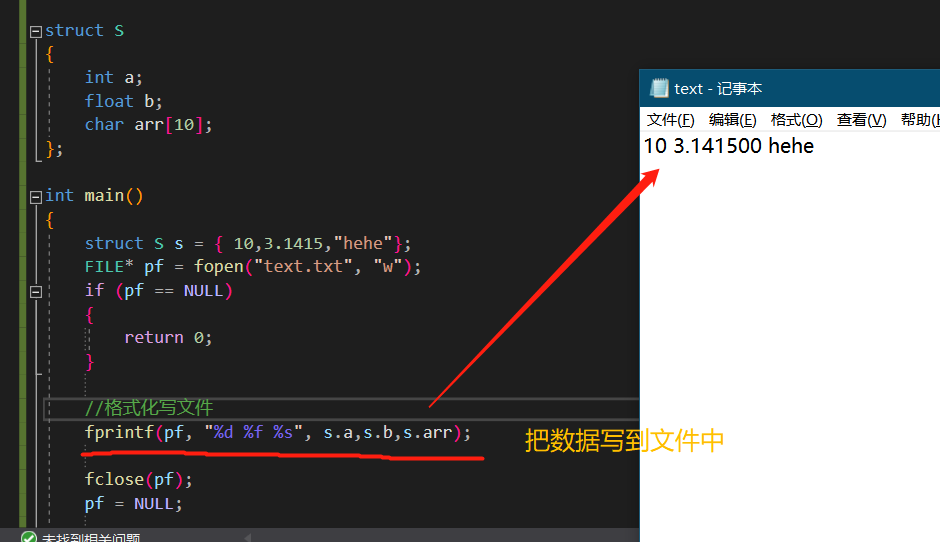 struct S
{
int a;
float b;
char arr[10];
};
int main()
{
struct S s = { 10,3.1415,"hehe"};
FILE* pf = fopen("text.txt", "w");
if (pf == NULL)
{
return 0;
}
//格式化写文件
fprintf(pf, "%d %f %s", s.a,s.b,s.arr);
fclose(pf);
pf = NULL;
未找到相关问题
text - 记事本
文件(F) 编辑(E) 格式(O) 查看(V) 帮助(
10 3.141500 hehe
把数据写到文件中